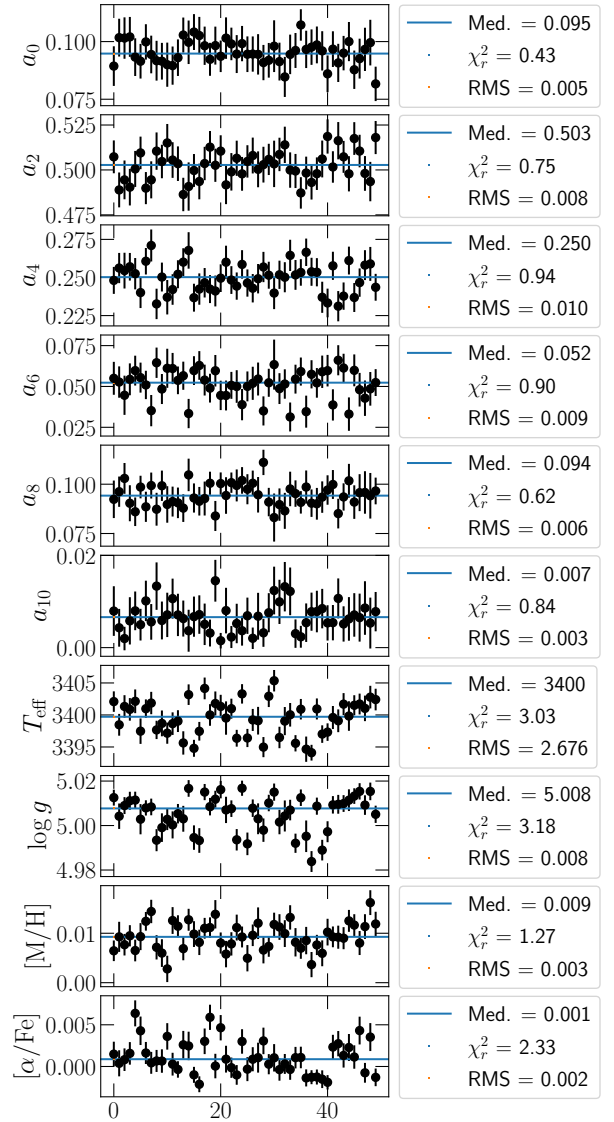 a₀
0.100
0.075
Med. = 0.095
χ²ᵣ = 0.43
RMS = 0.005
a₂
0.525
0.500
0.475
Med. = 0.503
χ²ᵣ = 0.75
RMS = 0.008
a₄
0.275
0.250
0.225
Med. = 0.250
χ²ᵣ = 0.94
RMS = 0.010
a₆
0.075
0.050
0.025
Med. = 0.052
χ²ᵣ = 0.90
RMS = 0.009
a₈
0.100
0.075
Med. = 0.094
χ²ᵣ = 0.62
RMS = 0.006
a₁₀
0.02
0.00
Med. = 0.007
χ²ᵣ = 0.84
RMS = 0.003
T_eff
3405
3400
3395
Med. = 3400
χ²ᵣ = 3.03
RMS = 2.676
log g
5.02
5.00
4.98
Med. = 5.008
χ²ᵣ = 3.18
RMS = 0.008
[M/H]
0.01
0.00
Med. = 0.009
χ²ᵣ = 1.27
RMS = 0.003
[α/Fe]
0.005
0.000
Med. = 0.001
χ²ᵣ = 2.33
RMS = 0.002
0 20 40